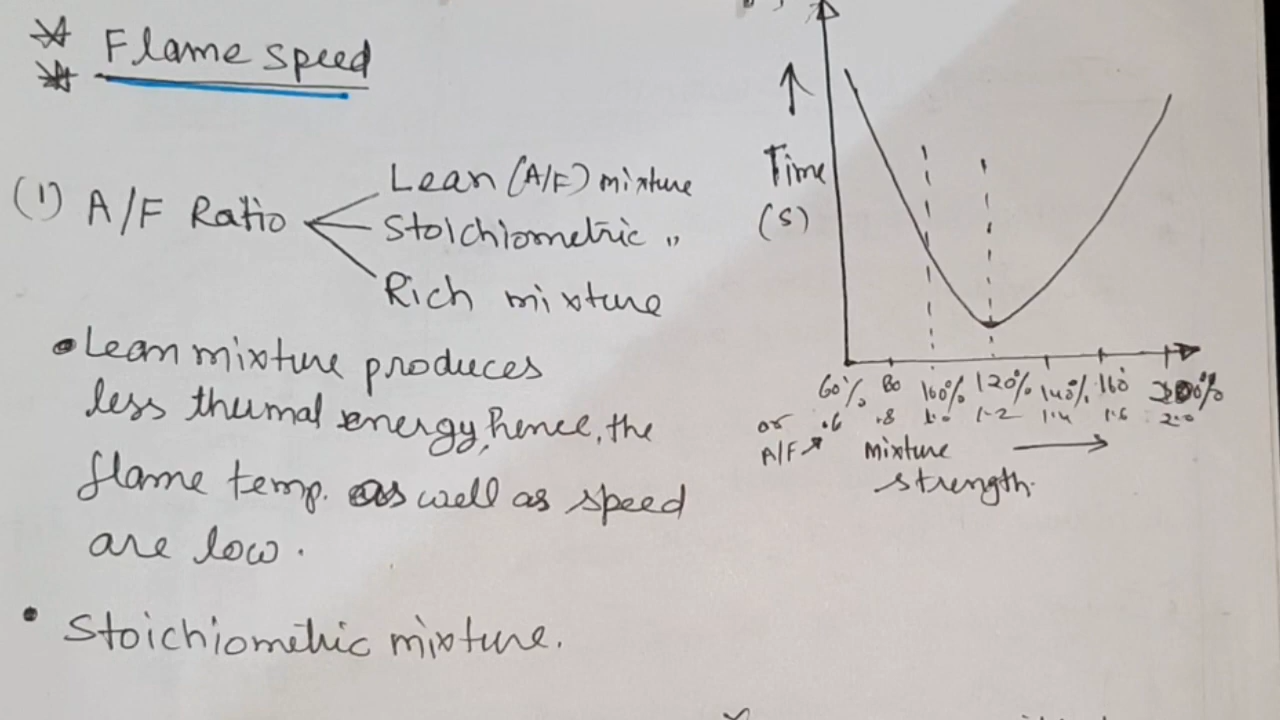 Flame speed
(1) A/F Ratio
Lean (A/F) mixture
Stoichiometric "
Rich mixture
• Lean mixture produces
less thermal energy, hence, the
flame temp. as well as speed
are low.
• Stoichiometric mixture.
Time
(s)
60% 80 100% 120% 140% 160 200%
or .6 .8 1.0 1.2 1.4 1.6 2.0
A/F
mixture
strength.